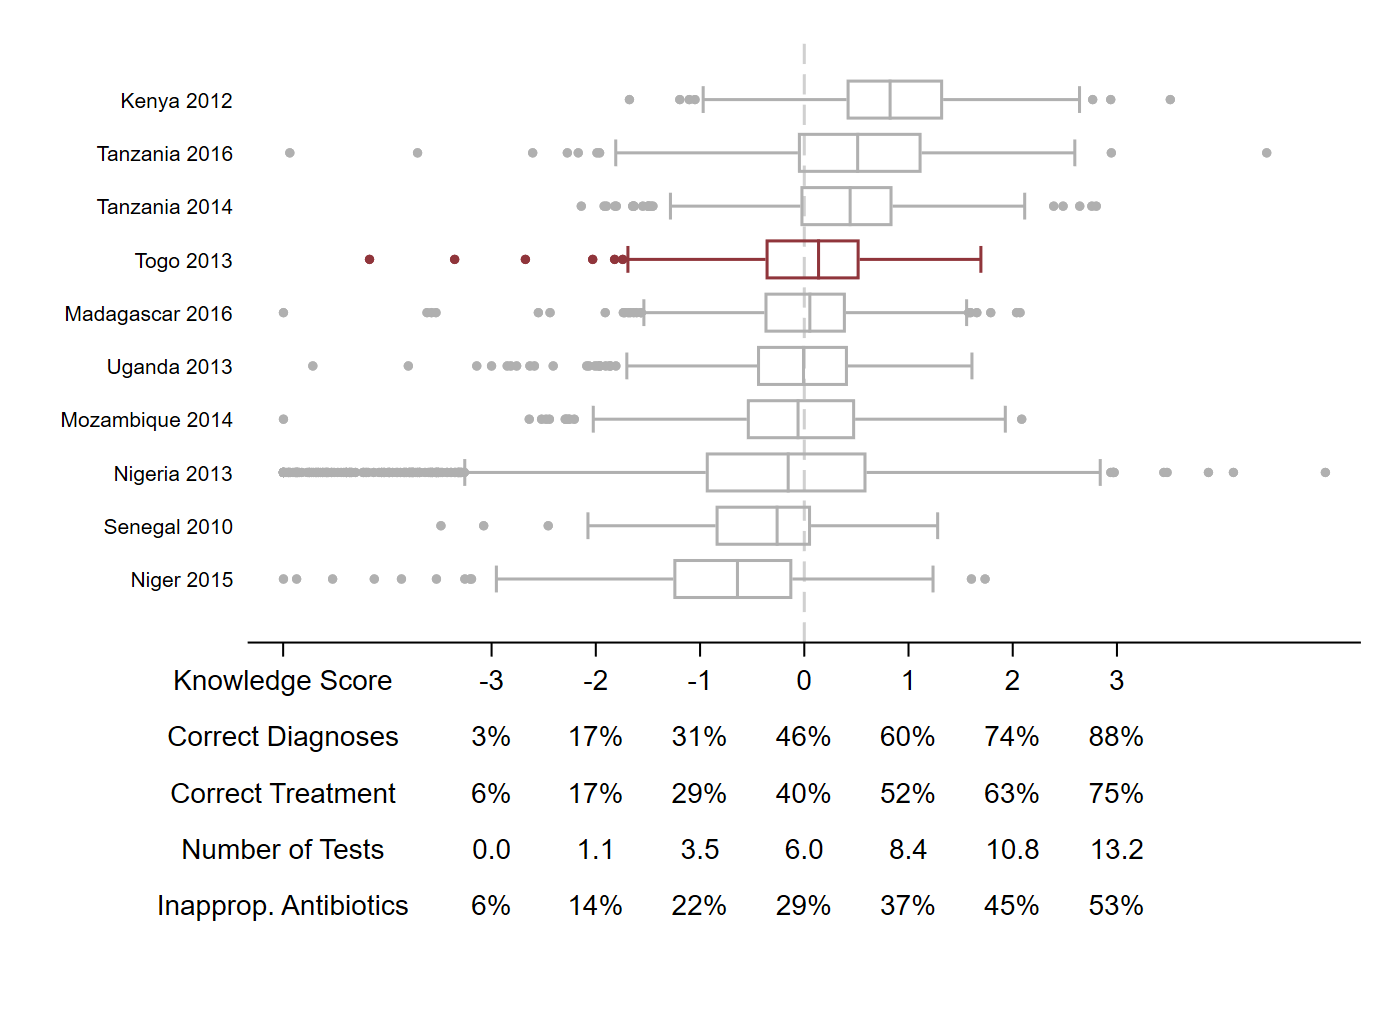 Kenya 2012
Tanzania 2016
Tanzania 2014
Togo 2013
Madagascar 2016
Uganda 2013
Mozambique 2014
Nigeria 2013
Senegal 2010
Niger 2015
Knowledge Score -3 -2 -1 0 1 2 3
Correct Diagnoses 3% 17% 31% 46% 60% 74% 88%
Correct Treatment 6% 17% 29% 40% 52% 63% 75%
Number of Tests 0.0 1.1 3.5 6.0 8.4 10.8 13.2
Inapprop. Antibiotics 6% 14% 22% 29% 37% 45% 53%